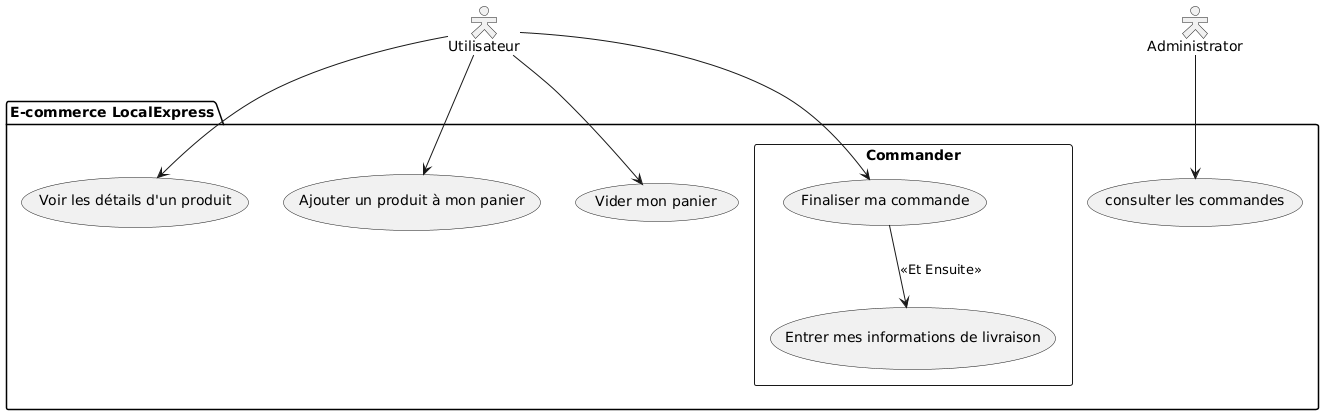 Utilisateur
Administrator
E-commerce LocalExpress
Commander
Voir les détails d'un produit
Ajouter un produit à mon panier
Vider mon panier
Finaliser ma commande
consulter les commandes
«Et Ensuite»
Entrer mes informations de livraison